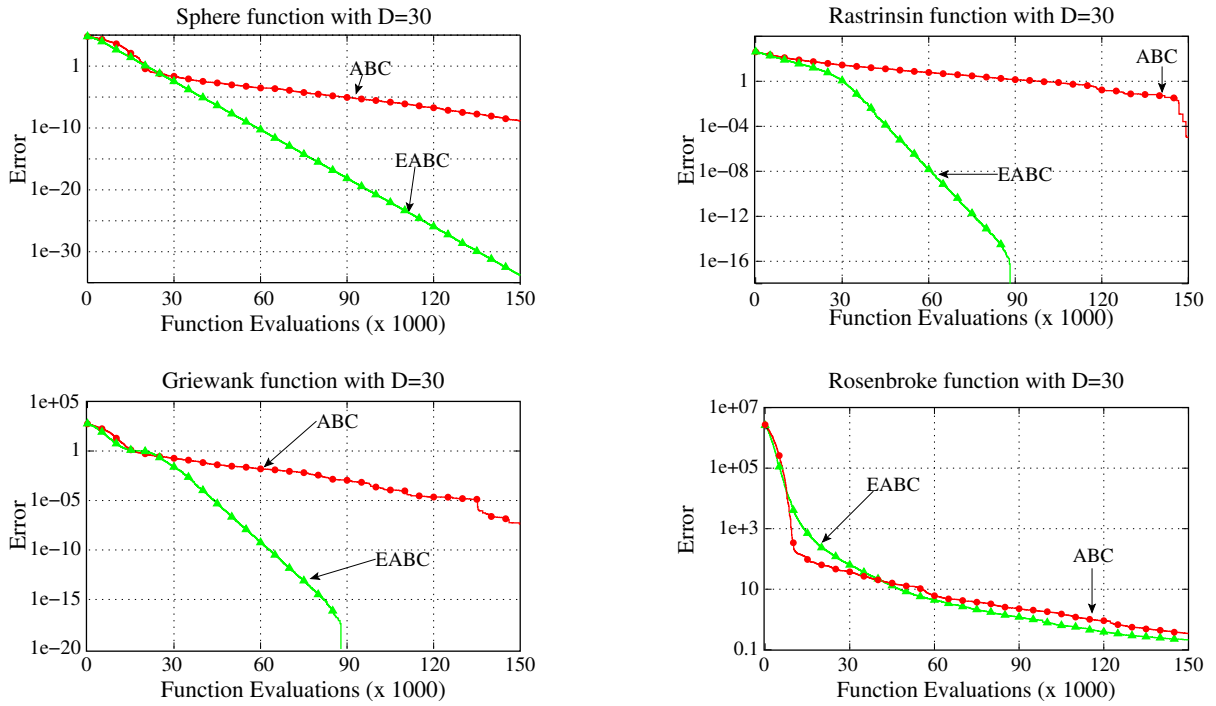 Sphere function with D=30
1
1e-10
1e-20
1e-30
Error
ABC
EABC
0 30 60 90 120 150
Function Evaluations (x 1000)
Rastrinsin function with D=30
1
1e-04
1e-08
1e-12
1e-16
Error
ABC
EABC
0 30 60 90 120 150
Function Evaluations (x 1000)
Griewank function with D=30
1e+05
1
1e-05
1e-10
1e-15
1e-20
Error
ABC
EABC
0 30 60 90 120 150
Function Evaluations (x 1000)
Rosenbroke function with D=30
1e+07
1e+05
1e+3
10
0.1
Error
EABC
ABC
0 30 60 90 120 150
Function Evaluations (x 1000)